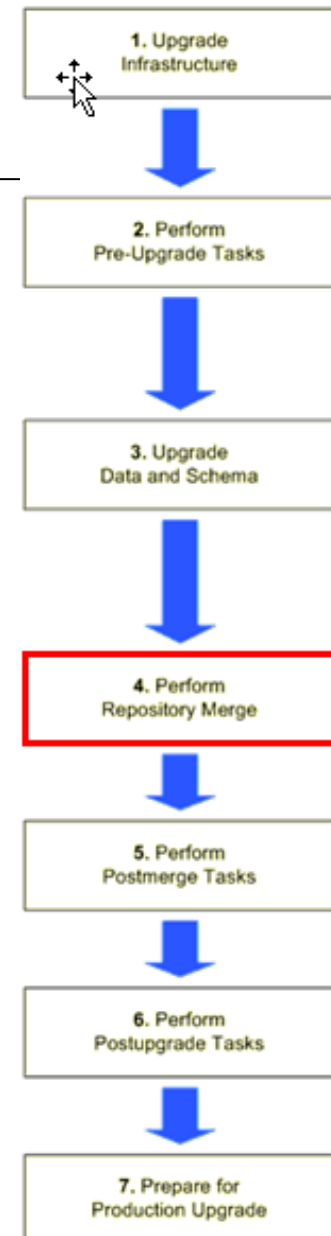 1. Upgrade
Infrastructure
2. Perform
Pre-Upgrade Tasks
3. Upgrade
Data and Schema
4. Perform
Repository Merge
5. Perform
Postmerge Tasks
6. Perform
Postupgrade Tasks
7. Prepare for
Production Upgrade